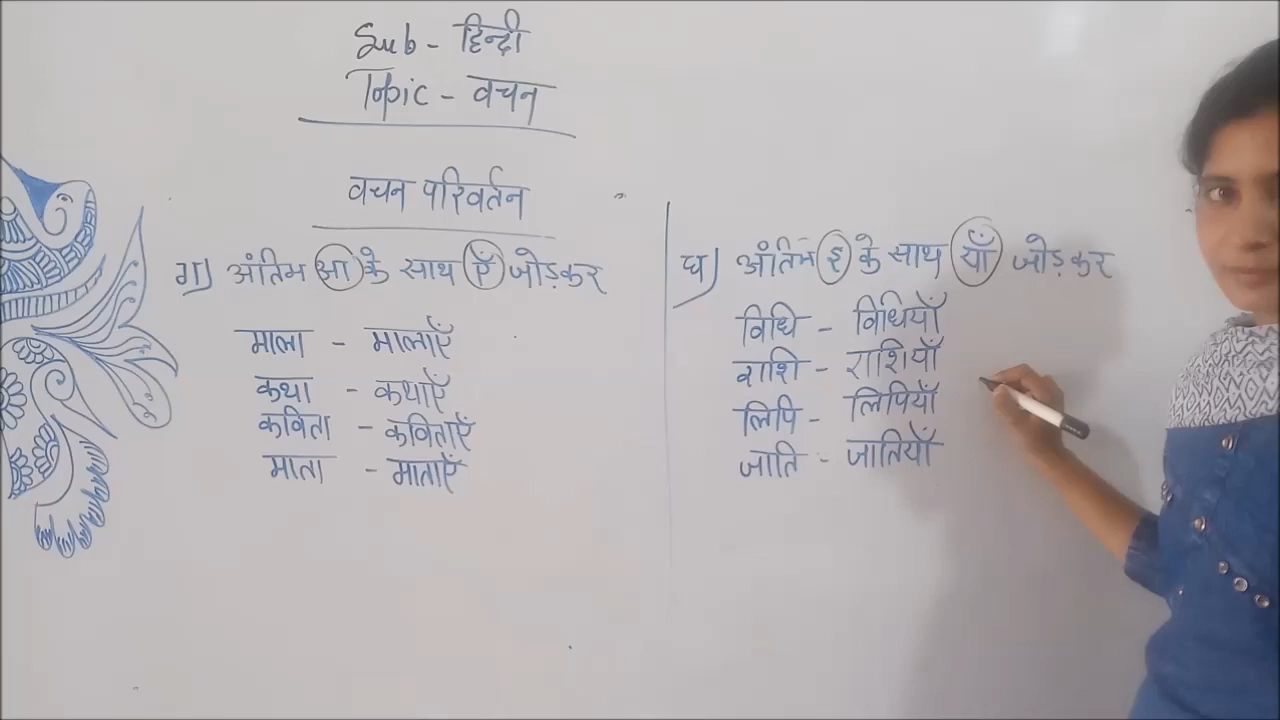 Sub - हिन्दी
Topic - वचन
वचन परिवर्तन
ग) अंतिम आ के साथ एँ जोड़कर
माला - मालाएँ
कथा - कथाएँ
कविता - कविताएँ
माता - माताएँ
घ) अंतिम इ के साथ याँ जोड़कर
विधि - विधियाँ
राशि - राशियाँ
लिपि - लिपियाँ
जाति - जातियाँ